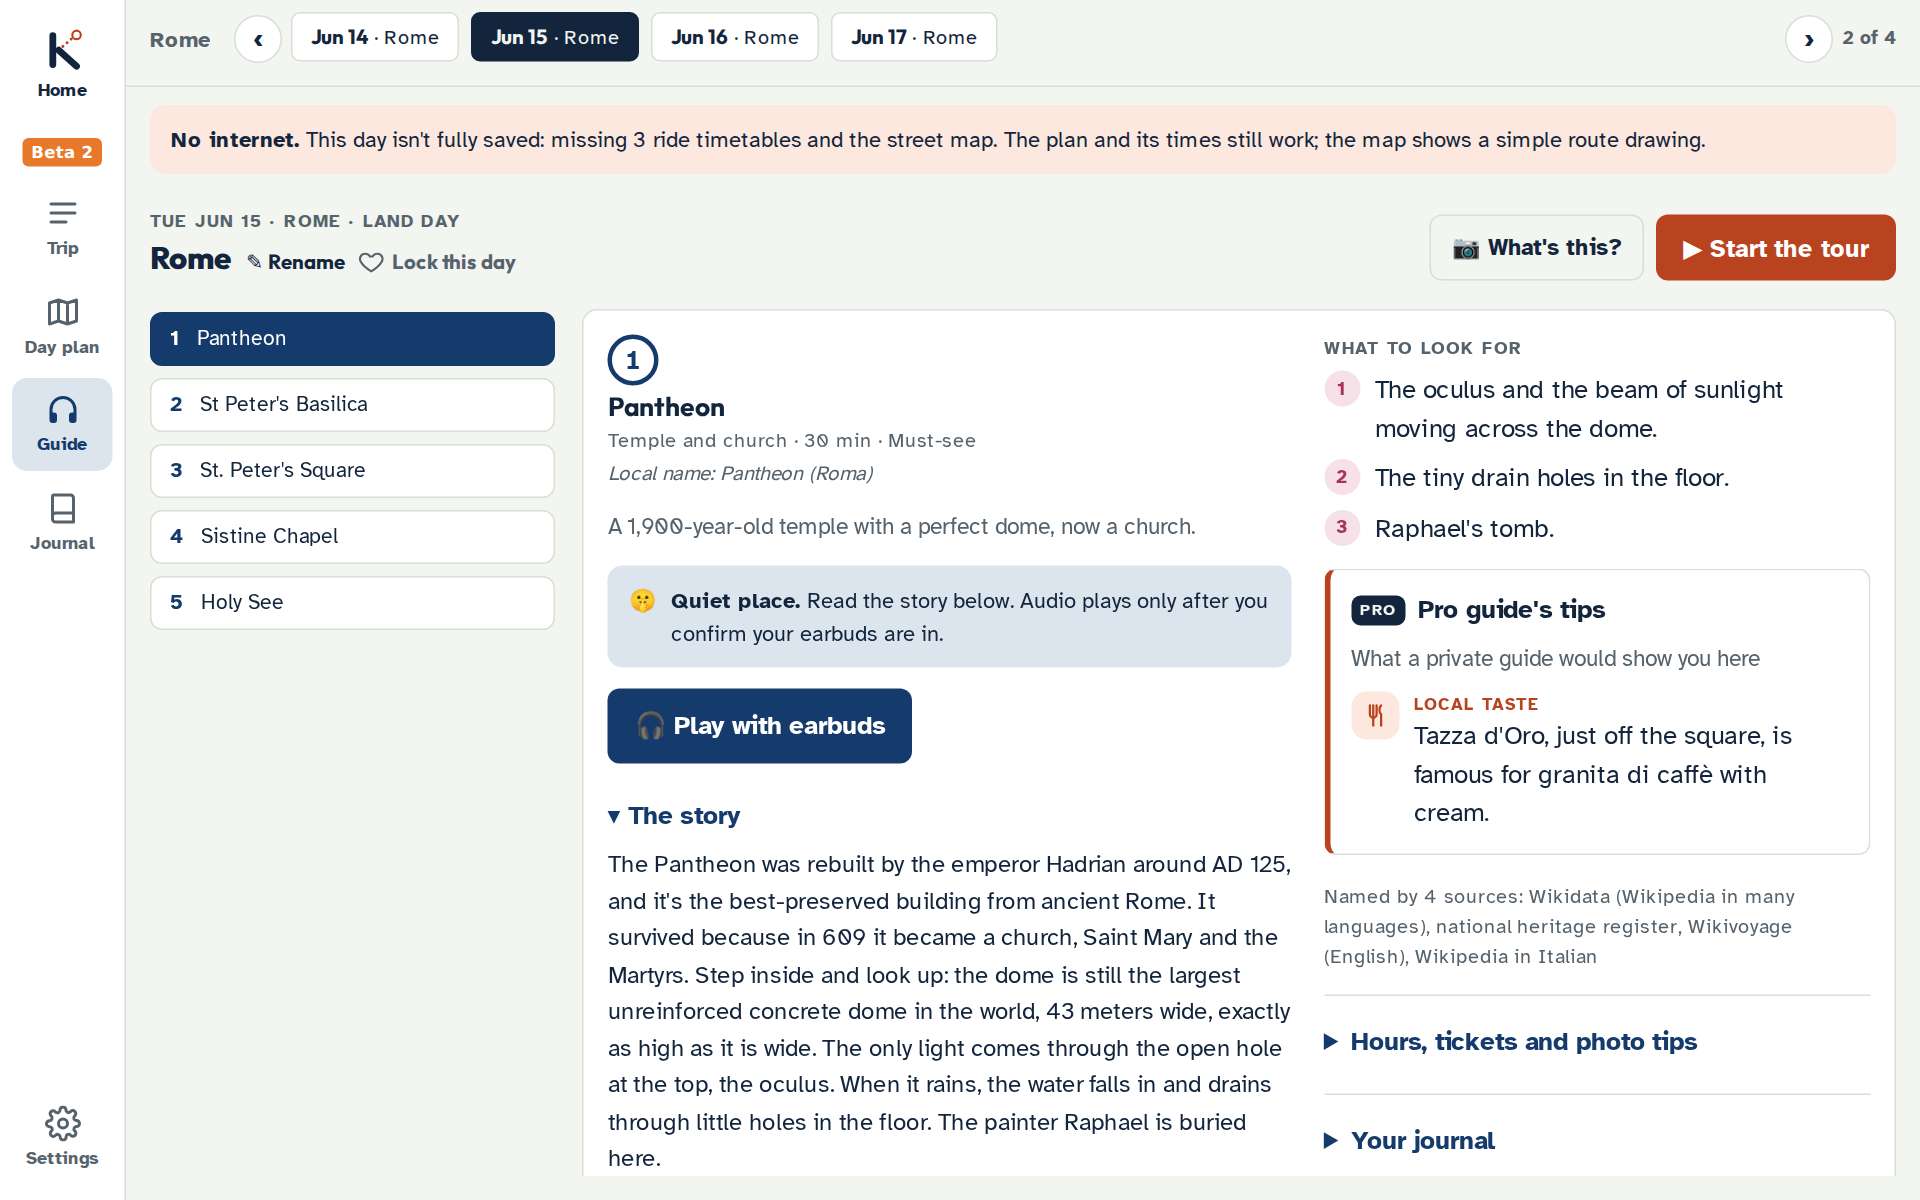 Home
Beta 2
Trip
Day plan
Guide
Journal
Settings
Rome
‹
Jun 14 · Rome
Jun 15 · Rome
Jun 16 · Rome
Jun 17 · Rome
›
2 of 4
No internet. This day isn't fully saved: missing 3 ride timetables and the street map. The plan and its times still work; the map shows a simple route drawing.
TUE JUN 15 · ROME · LAND DAY
Rome
✎ Rename
Lock this day
📷 What's this?
▶ Start the tour
1 Pantheon
2 St Peter's Basilica
3 St. Peter's Square
4 Sistine Chapel
5 Holy See
1
Pantheon
Temple and church · 30 min · Must-see
Local name: Pantheon (Roma)
A 1,900-year-old temple with a perfect dome, now a church.
🤫 Quiet place. Read the story below. Audio plays only after you
confirm your earbuds are in.
🎧 Play with earbuds
▼ The story
The Pantheon was rebuilt by the emperor Hadrian around AD 125,
and it's the best-preserved building from ancient Rome. It
survived because in 609 it became a church, Saint Mary and the
Martyrs. Step inside and look up: the dome is still the largest
unreinforced concrete dome in the world, 43 meters wide, exactly
as high as it is wide. The only light comes through the open hole
at the top, the oculus. When it rains, the water falls in and drains
through little holes in the floor. The painter Raphael is buried
here.
WHAT TO LOOK FOR
1 The oculus and the beam of sunlight
moving across the dome.
2 The tiny drain holes in the floor.
3 Raphael's tomb.
PRO Pro guide's tips
What a private guide would show you here
LOCAL TASTE
Tazza d'Oro, just off the square, is
famous for granita di caffè with
cream.
Named by 4 sources: Wikidata (Wikipedia in many
languages), national heritage register, Wikivoyage
(English), Wikipedia in Italian
▶ Hours, tickets and photo tips
▶ Your journal